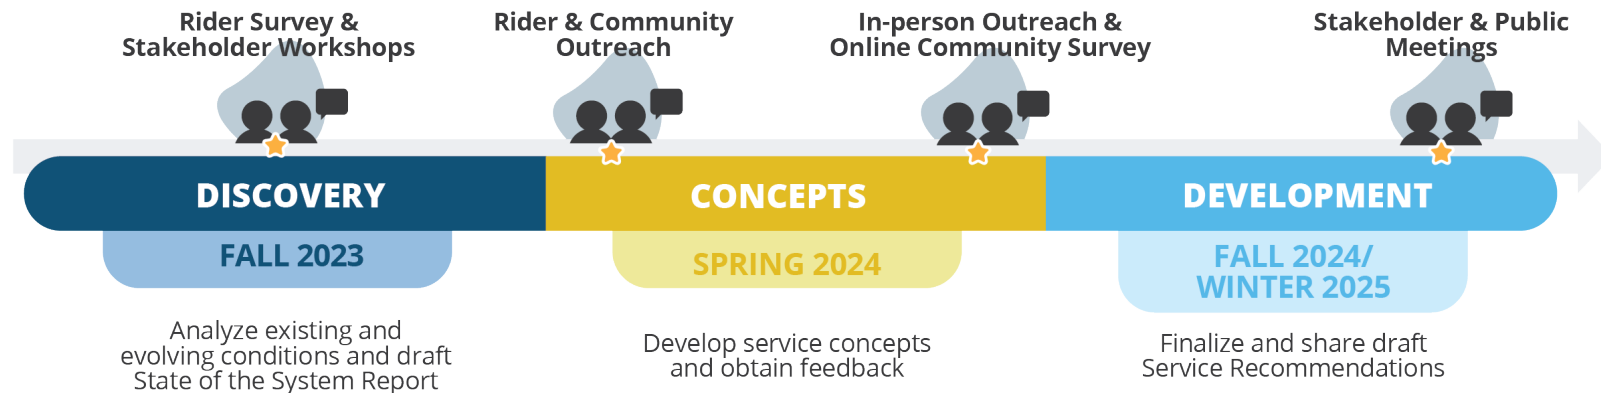 Rider Survey &
Stakeholder Workshops
Rider & Community
Outreach
In-person Outreach &
Online Community Survey
Stakeholder & Public
Meetings
DISCOVERY
CONCEPTS
DEVELOPMENT
FALL 2023
SPRING 2024
FALL 2024/
WINTER 2025
Analyze existing and
evolving conditions and draft
State of the System Report
Develop service concepts
and obtain feedback
Finalize and share draft
Service Recommendations